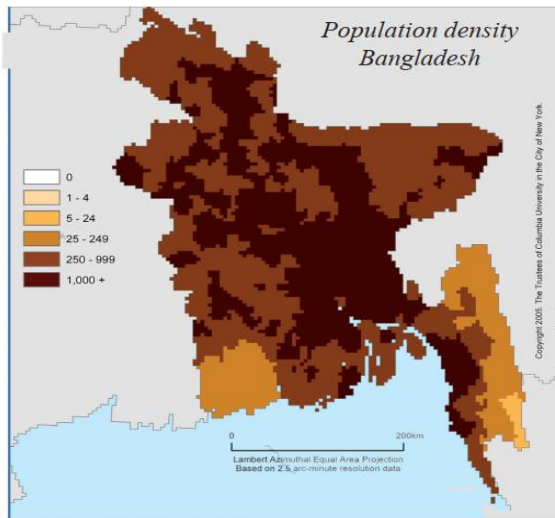 Population density
Bangladesh
0
1 - 4
5 - 24
25 - 249
250 - 999
1,000 +
Copyright 2005. The Trustees of Columbia University in the City of New York.
0
200km
Lambert Azimuthal Equal Area Projection
Based on 2.5 arc-minute resolution data